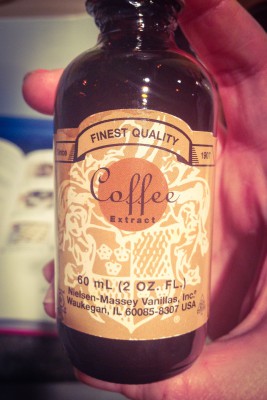 FINEST QUALITY
since 1907
Coffee
Extract
60 mL (2 OZ. FL.)
Nielsen-Massey Vanillas, Inc.
Waukegan, IL 60085-8307 USA